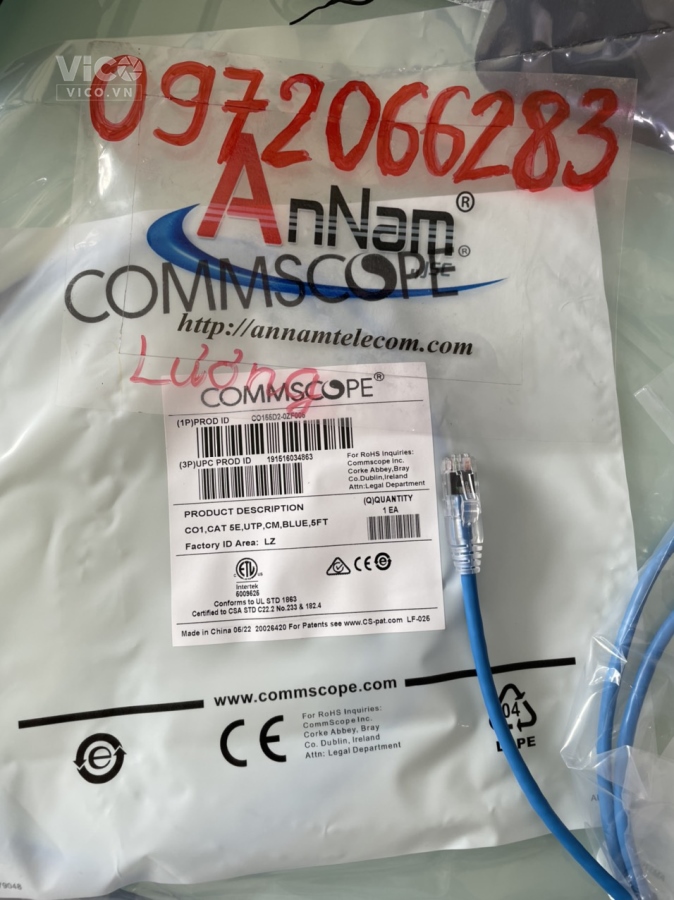 ViCO
VICO.VN
0972066283
AnNam®
COMMSCOPE®
http://annamtelecom.com
Lương
COMMSCOPE®
(1P)PROD ID
(3P)UPC PROD ID 191516034863
For RoHS Inquiries:
Commscope Inc.
Corke Abbey,Bray
Co.Dublin,Ireland
Attn:Legal Department
PRODUCT DESCRIPTION
CO1,CAT 5E,UTP,CM,BLUE,5FT
(Q)QUANTITY
1 EA
Factory ID Area: LZ
ETL
Intertek
6009626
Conforms to UL STD 1863
Certified to CSA STD C22.2 No.233 & 182.4
CE
Made in China 06/22 20026420 For Patents see www.CS-pat.com LF-026
www.commscope.com
e
CE
For RoHS Inquiries:
CommScope Inc.
Corke Abbey, Bray
Co. Dublin, Ireland
Attn: Legal Department
04